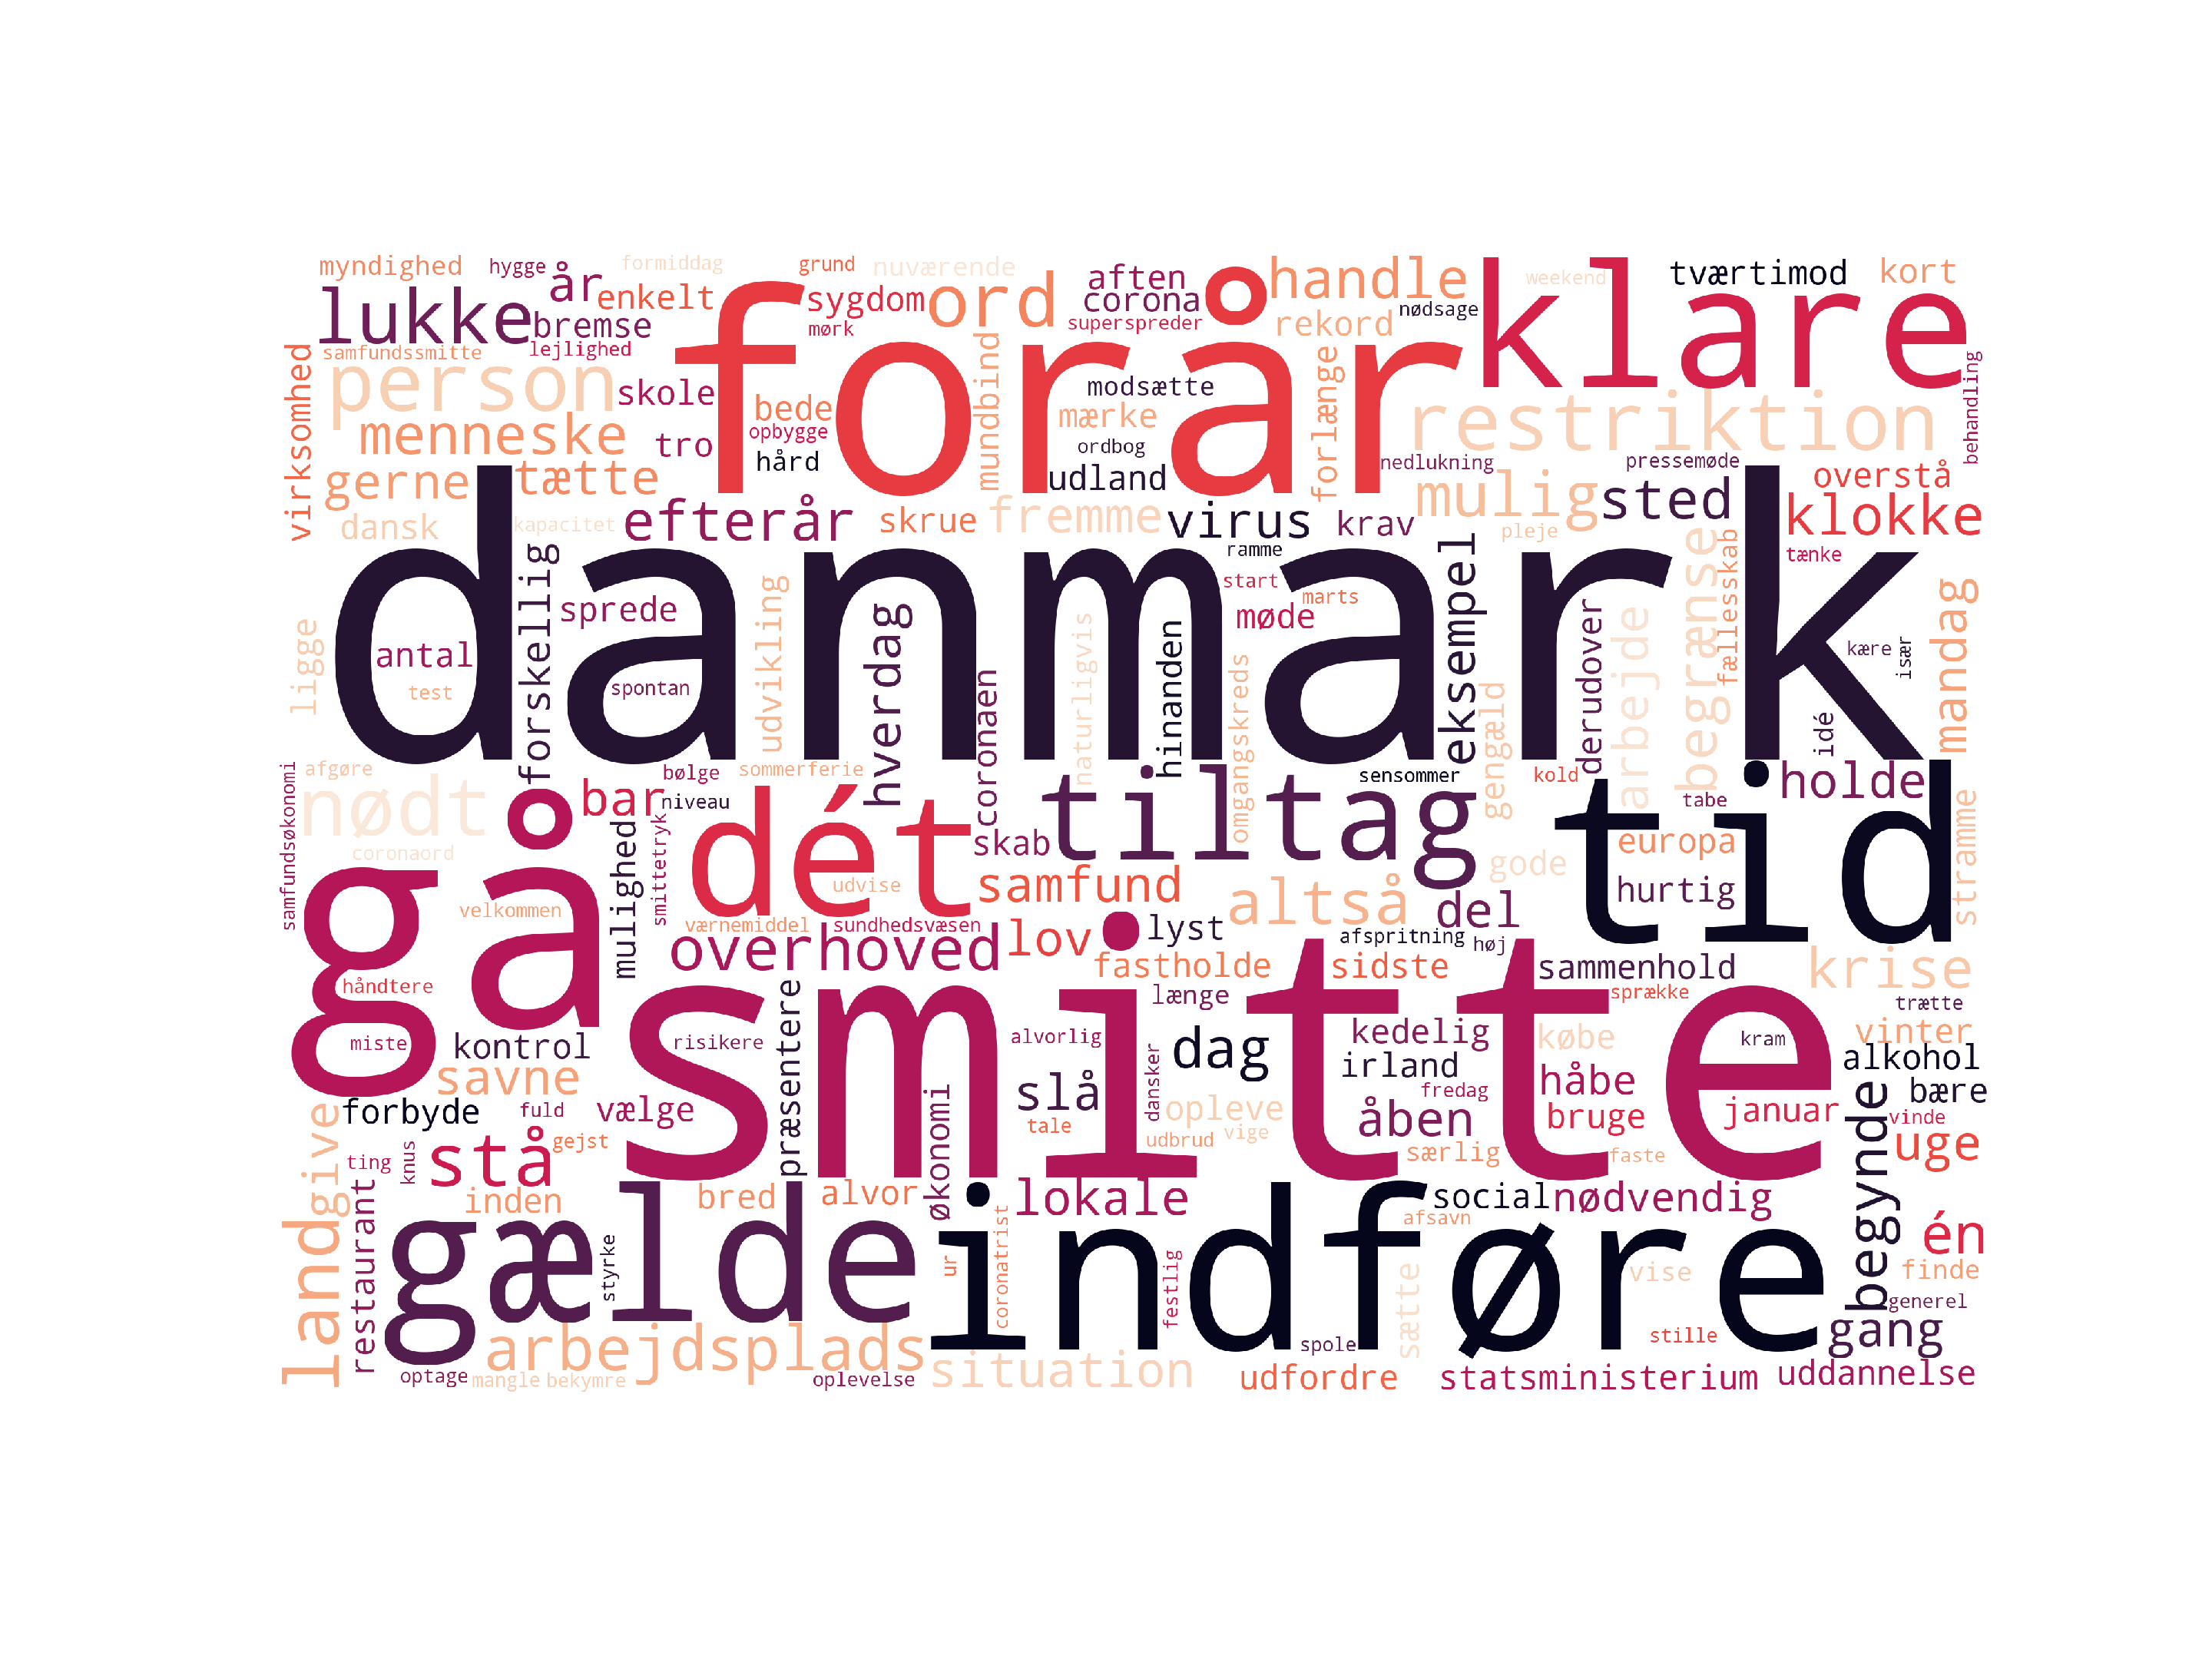 myndighed
hygge
formiddag
grund
nuværende
aften
handle
weekend
tværtimod
kort
lukke
år
enkelt
sygdom
ord
corona
klare
bremse
mørk
superspreder
rekord
nødsage
samfundssmitte
lejlighed
forår
virksomhed
person
skole
mundbind
modsætte
forlænge
restriktion
behandling
menneske
tro
bede
opbygge
mærke
ordbog
hård
gerne
tætte
udland
nedlukning
mulig
pressemøde
sted
overstå
klokke
dansk
kapacitet
efterår
skrue
fremme
virus
krav
pleje
danmark
ramme
tænke
fællesskab
forskellig
sprede
udvikling
hverdag
start
marts
møde
eksempel
derudover
arbejde
begrænse
mandag
ligge
antal
test
spontan
coronaen
naturligvis
hinanden
omgangskreds
gengæld
kære
især
idé
samfundsøkonomi
afgøre
nødt
bølge
sommerferie
sensommer
kold
tid
holde
tabe
bar
niveau
dét
tiltag
gå
coronaord
mulighed
smittetryk
skab
europa
stramme
udvise
samfund
altså
gode
hurtig
velkommen
værnemiddel
sundhedsvæsen
del
overhoved
lov
lyst
afspritning
høj
fastholde
sidste
sammenhold
krise
håndtere
smitte
præsentere
længe
sprække
trætte
miste
kontrol
risikere
alvorlig
dag
kedelig
købe
kram
vinter
savne
økonomi
slå
dansker
irland
håbe
alkohol
forbyde
fuld
vælge
opleve
fredag
bruge
januar
bære
begynde
vinde
give
stå
gejst
tale
udbrud
vige
åben
særlig
faste
uge
ting
knus
land
restaurant
inden
bred
alvor
lokale
social
nødvendig
gælde
styrke
ur
coronatrist
festlig
indføre
afsavn
én
sætte
vise
finde
generel
arbejdsplads
situation
spole
stille
gang
optage
mangle
bekymre
oplevelse
udfordre
statsministerium
uddannelse